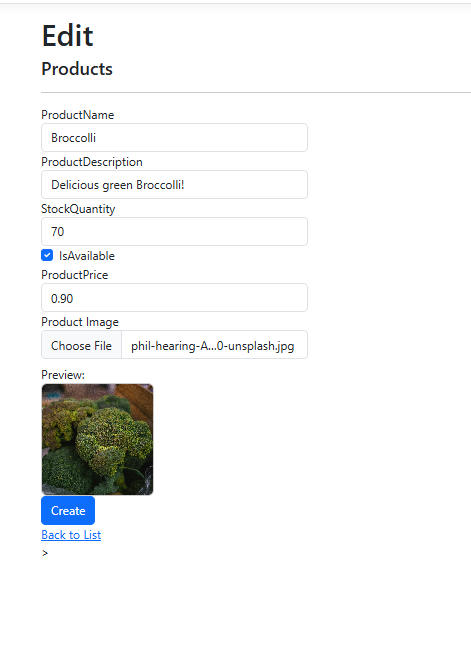 Edit
Products
ProductName
Broccolli
ProductDescription
Delicious green Broccolli!
StockQuantity
70
IsAvailable
ProductPrice
0.90
Product Image
Choose File phil-hearing-A...0-unsplash.jpg
Preview:
Create
Back to List
>